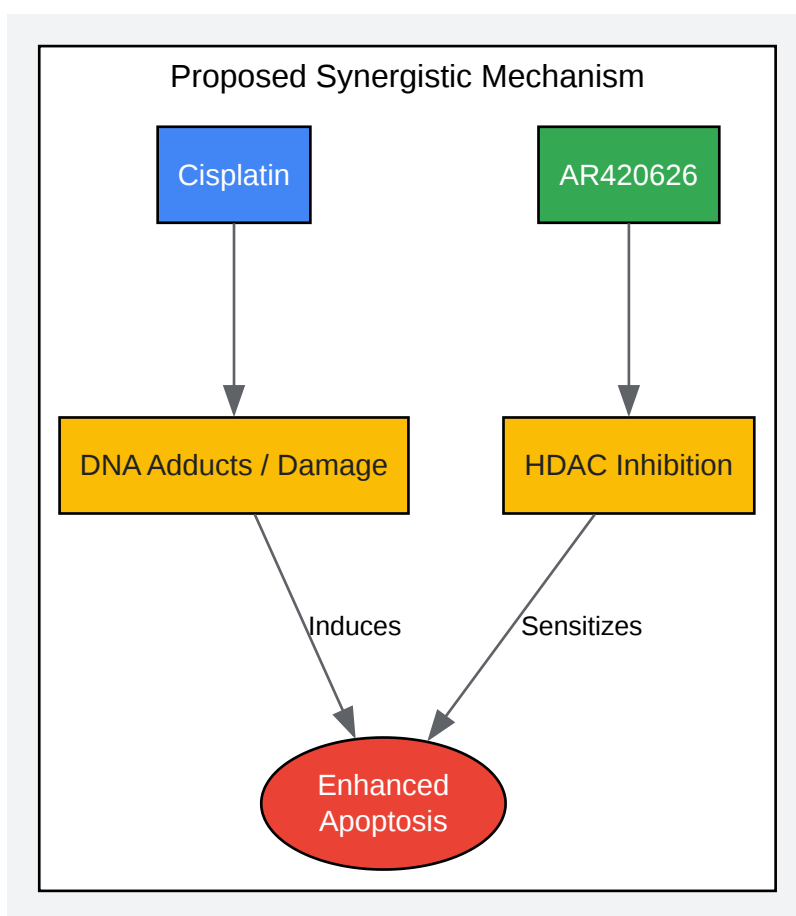 Proposed Synergistic Mechanism
Cisplatin
AR420626
DNA Adducts / Damage
HDAC Inhibition
Induces
Sensitizes
Enhanced
Apoptosis